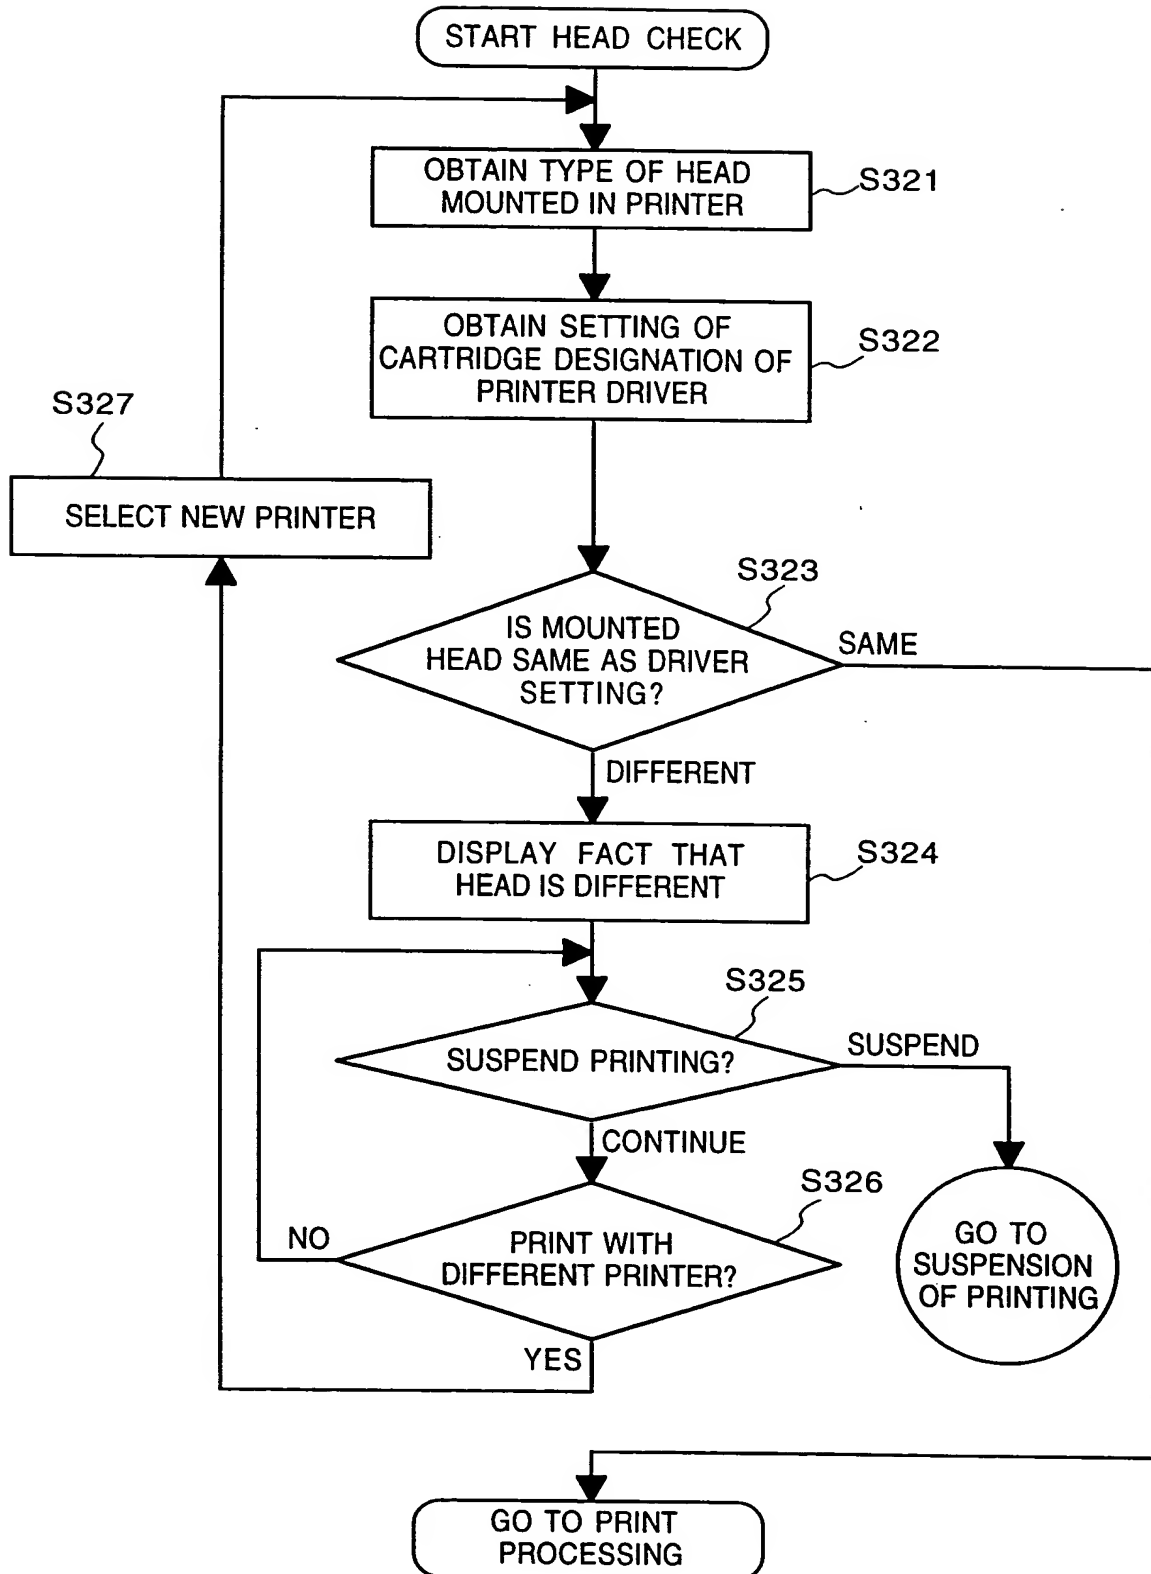 START HEAD CHECK
OBTAIN TYPE OF HEAD
MOUNTED IN PRINTER
S321
OBTAIN SETTING OF
CARTRIDGE DESIGNATION OF
PRINTER DRIVER
S322
S327
SELECT NEW PRINTER
S323
IS MOUNTED
HEAD SAME AS DRIVER
SETTING?
SAME
DIFFERENT
DISPLAY FACT THAT
HEAD IS DIFFERENT
S324
S325
SUSPEND PRINTING?
SUSPEND
CONTINUE
S326
NO
PRINT WITH
DIFFERENT PRINTER?
YES
GO TO
SUSPENSION
OF PRINTING
GO TO PRINT
PROCESSING